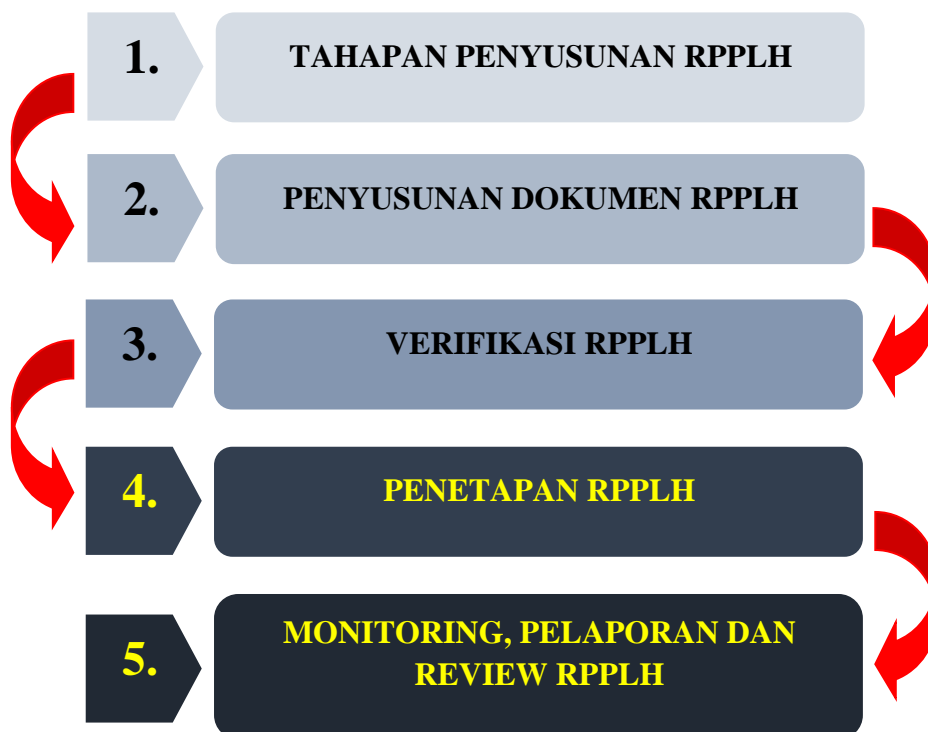 1.
TAHAPAN PENYUSUNAN RPPLH
2.
PENYUSUNAN DOKUMEN RPPLH
3.
VERIFIKASI RPPLH
4.
PENETAPAN RPPLH
5.
MONITORING, PELAPORAN DAN
REVIEW RPPLH